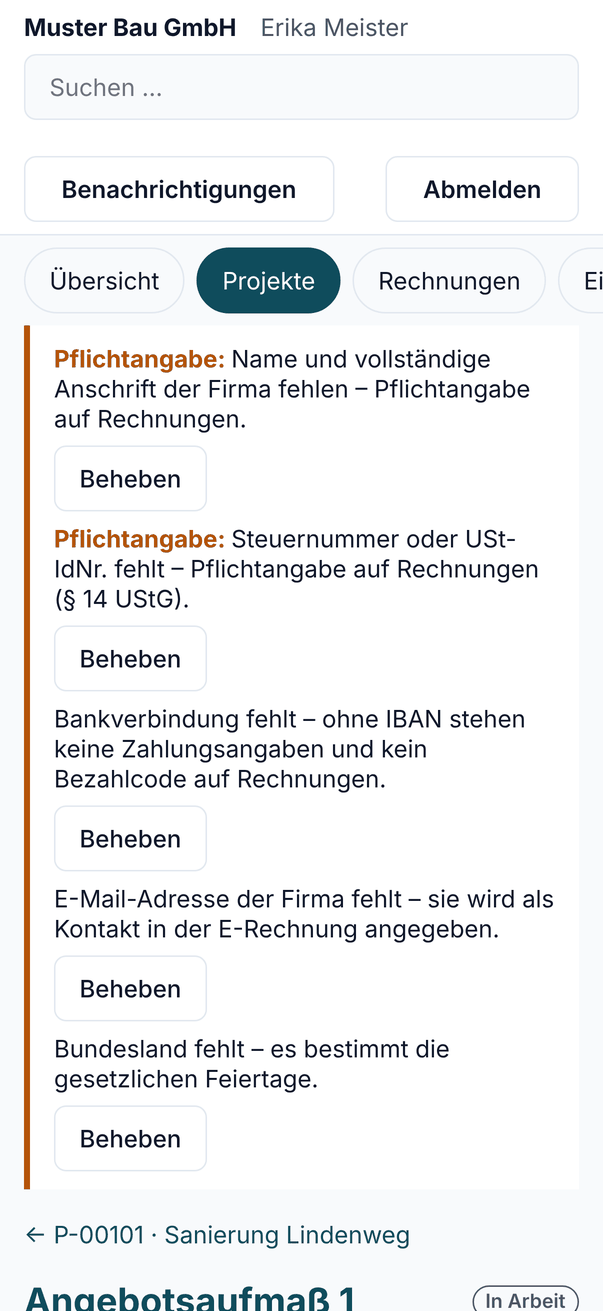 Muster Bau GmbH Erika Meister
Suchen ...
Benachrichtigungen Abmelden
Übersicht Projekte Rechnungen Ei
Pflichtangabe: Name und vollständige
Anschrift der Firma fehlen – Pflichtangabe
auf Rechnungen.
Beheben
Pflichtangabe: Steuernummer oder USt-
IdNr. fehlt – Pflichtangabe auf Rechnungen
(§ 14 UStG).
Beheben
Bankverbindung fehlt – ohne IBAN stehen
keine Zahlungsangaben und kein
Bezahlcode auf Rechnungen.
Beheben
E-Mail-Adresse der Firma fehlt – sie wird als
Kontakt in der E-Rechnung angegeben.
Beheben
Bundesland fehlt – es bestimmt die
gesetzlichen Feiertage.
Beheben
← P-00101 · Sanierung Lindenweg
Angebotsaufmaß 1 In Arbeit